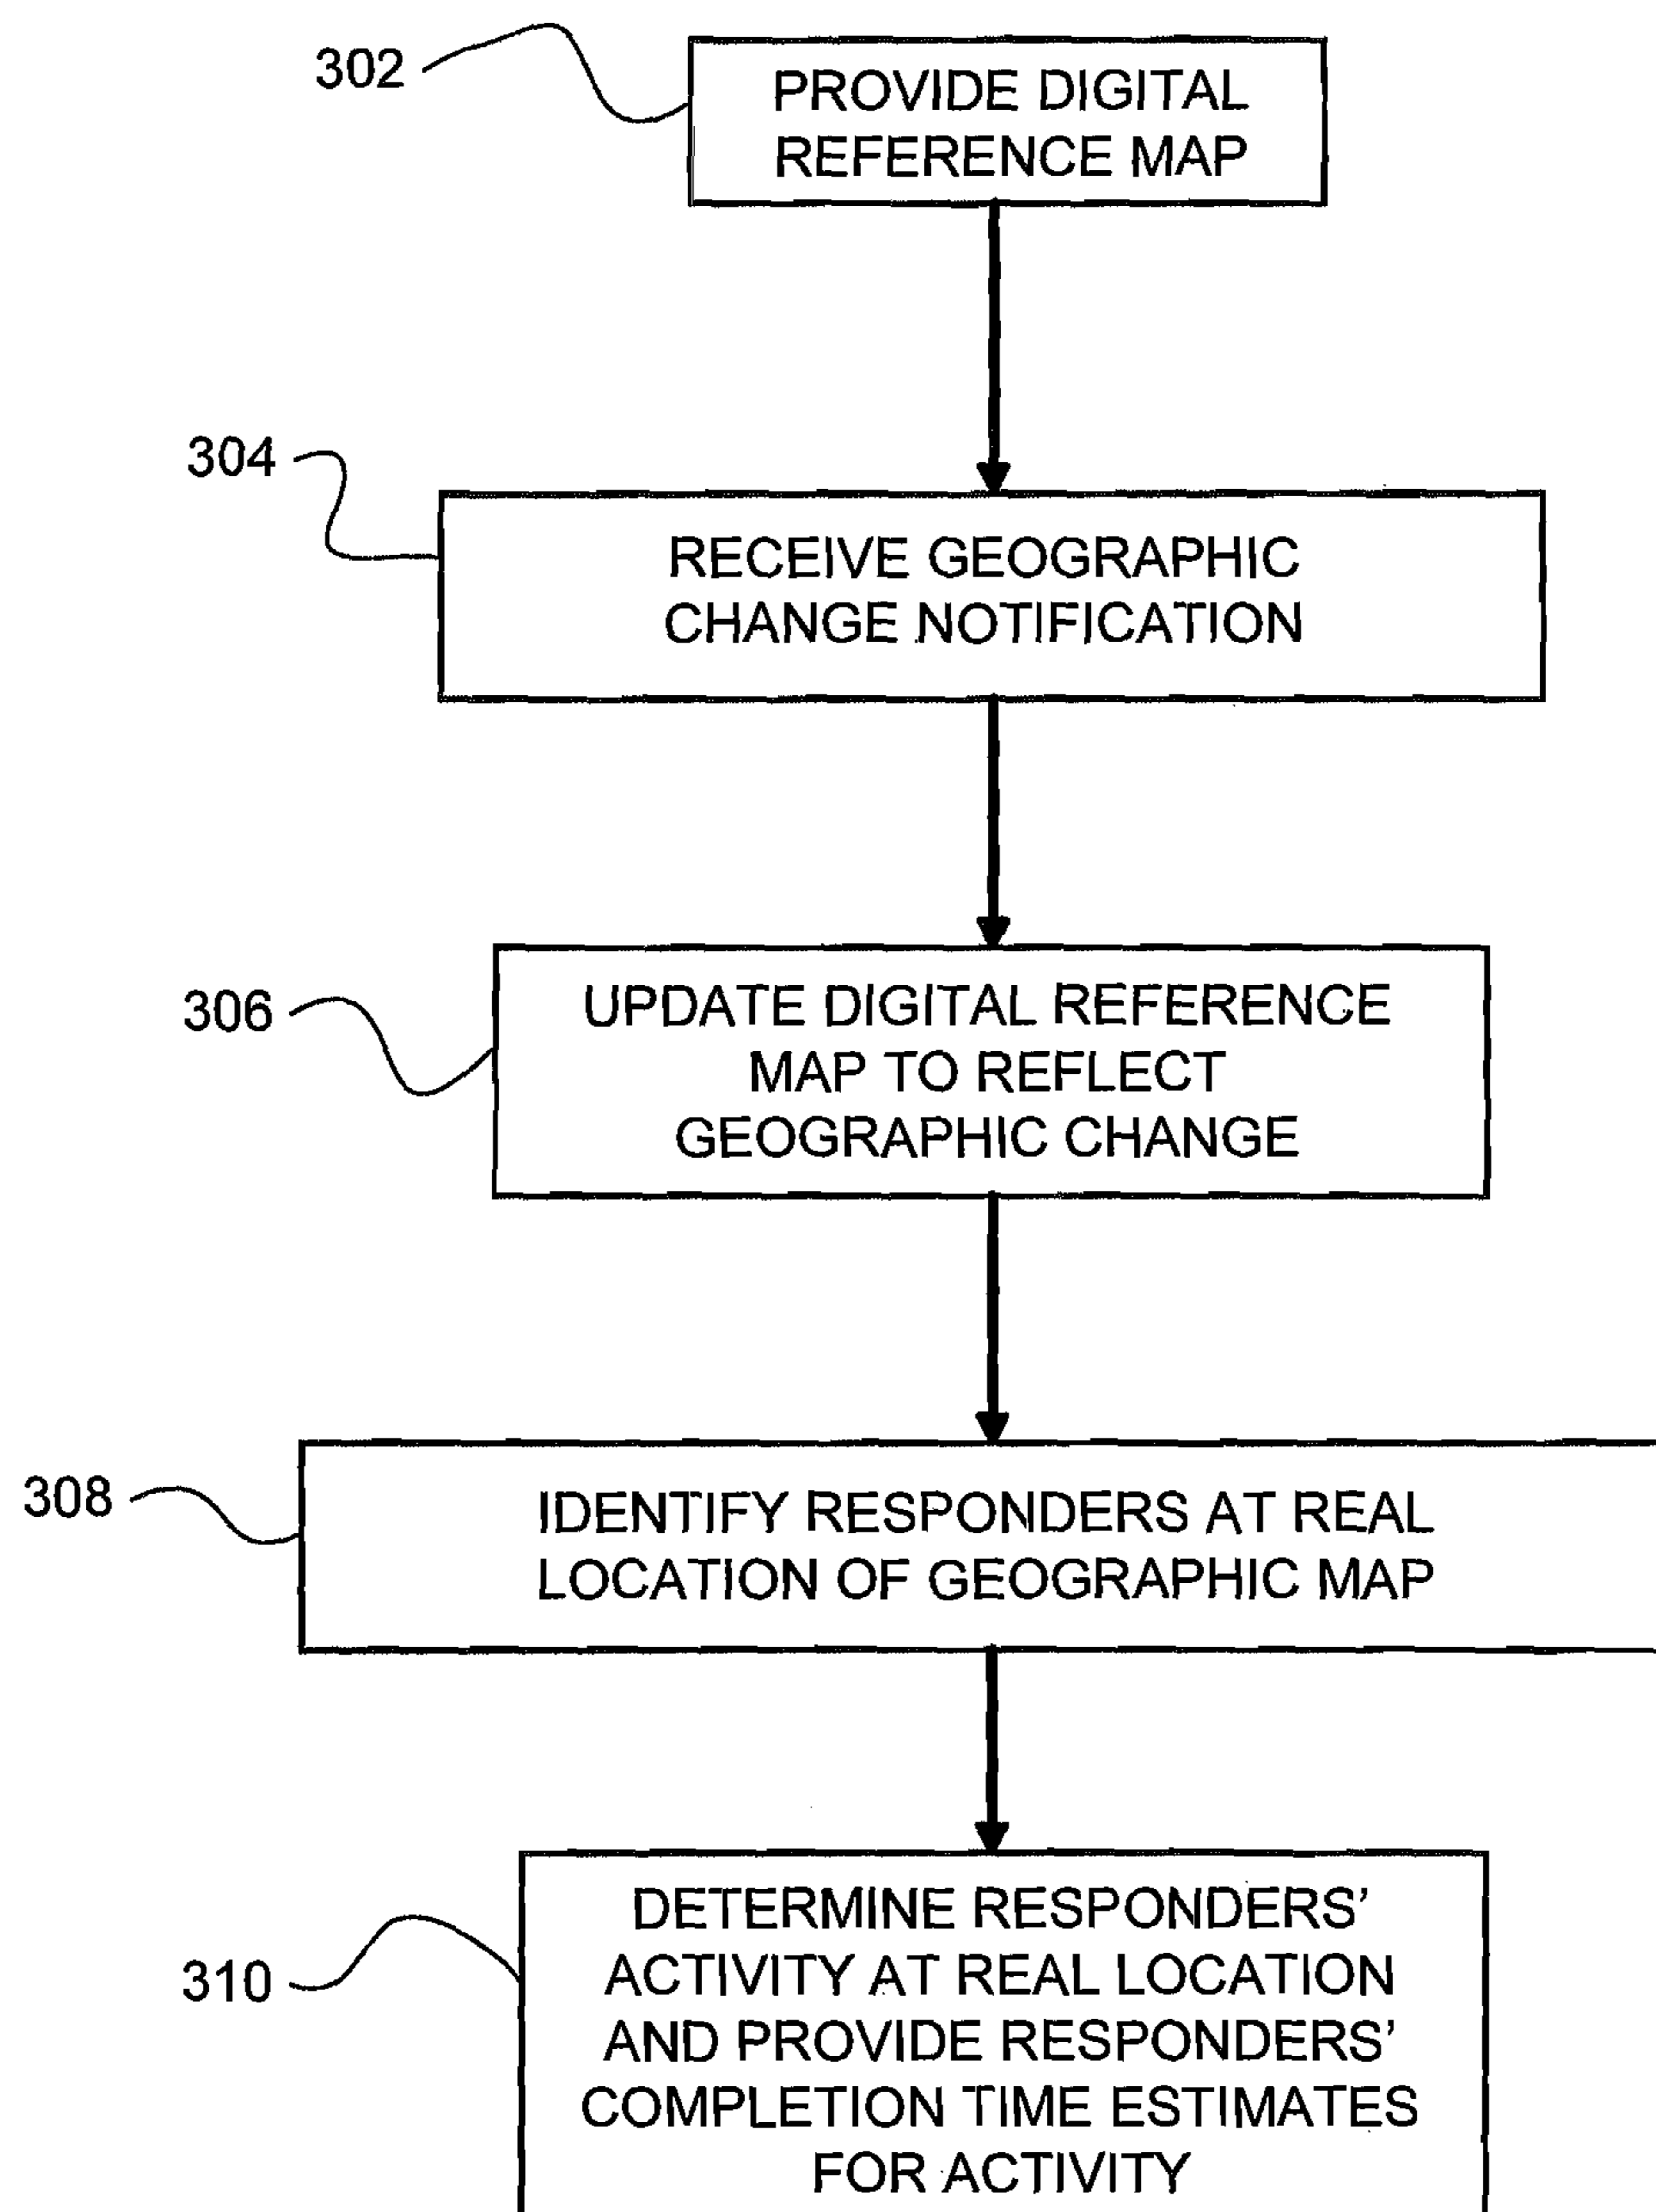 302
PROVIDE DIGITAL
REFERENCE MAP
304
RECEIVE GEOGRAPHIC
CHANGE NOTIFICATION
306
UPDATE DIGITAL REFERENCE
MAP TO REFLECT
GEOGRAPHIC CHANGE
308
IDENTIFY RESPONDERS AT REAL
LOCATION OF GEOGRAPHIC MAP
310
DETERMINE RESPONDERS’
ACTIVITY AT REAL LOCATION
AND PROVIDE RESPONDERS’
COMPLETION TIME ESTIMATES
FOR ACTIVITY